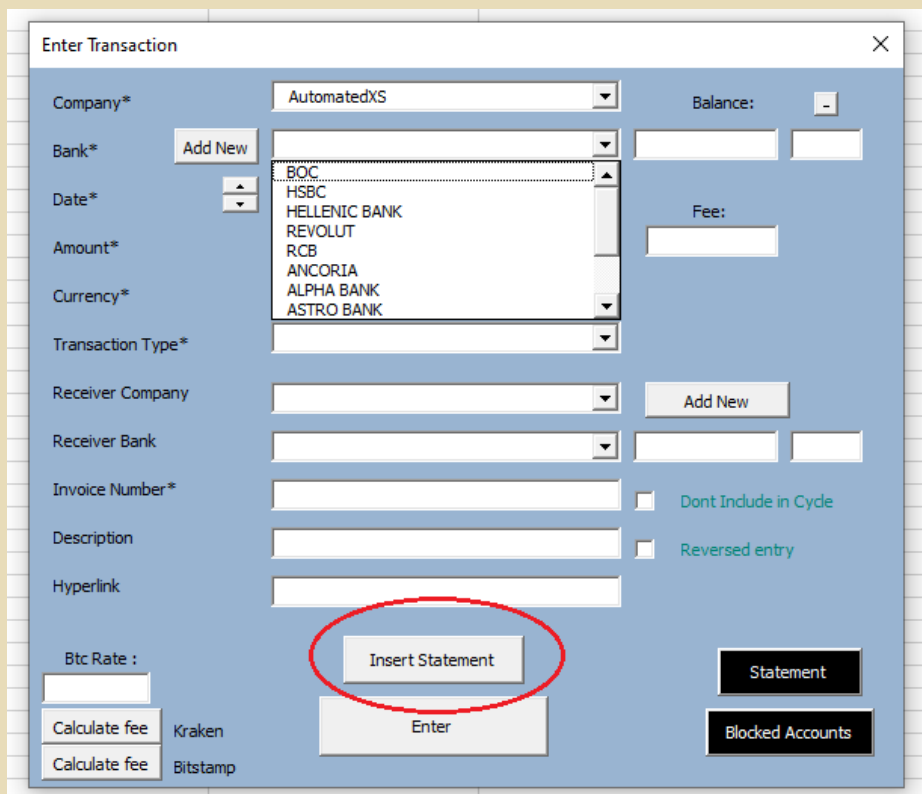 Enter Transaction
Company*
AutomatedXS
Balance:
-
Bank*
Add New
BOC
HSBC
HELLENIC BANK
REVOLUT
RCB
ANCORIA
ALPHA BANK
ASTRO BANK
Date*
Fee:
Amount*
Currency*
Transaction Type*
Receiver Company
Add New
Receiver Bank
Invoice Number*
Dont Include in Cycle
Description
Reversed entry
Hyperlink
Btc Rate :
Insert Statement
Statement
Calculate fee
Kraken
Enter
Blocked Accounts
Calculate fee
Bitstamp